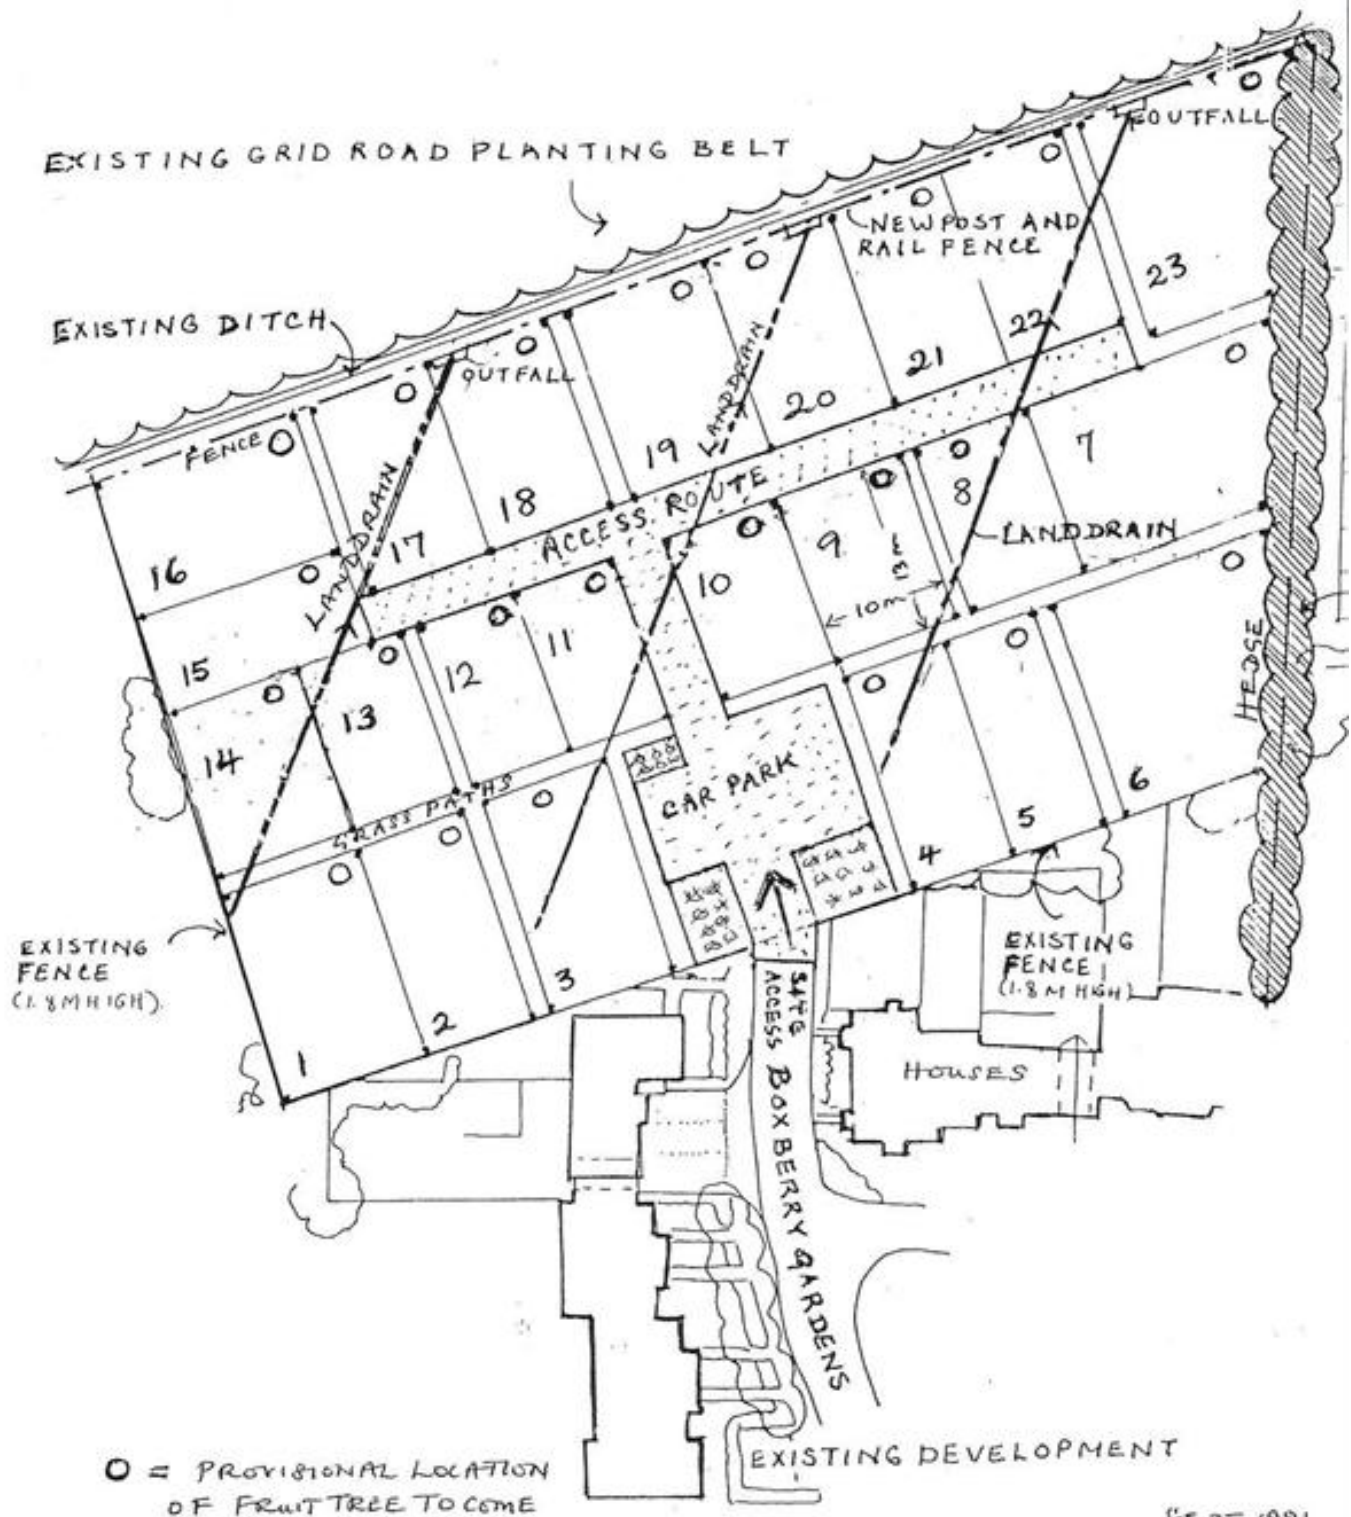 EXISTING GRID ROAD PLANTING BELT
OUTFALL
NEW POST AND
RAIL FENCE
23
EXISTING DITCH
OUTFALL
LANDDRAIN
22
21
20
FENCE
19
7
18
ACCESS ROUTE
8
LANDDRAIN
17
LANDDRAIN
16
9
13M
10
10M
11
12
15
HEDGE
13
14
CAR PARK
6
GRASS PATHS
5
4
EXISTING
FENCE
(1.8M HIGH).
3
EXISTING
FENCE
(1.8M HIGH)
2
SITE
ACCESS
1
HOUSES
BOXBERRY GARDENS
EXISTING DEVELOPMENT
O = PROVISIONAL LOCATION
OF FRUIT TREE TO COME